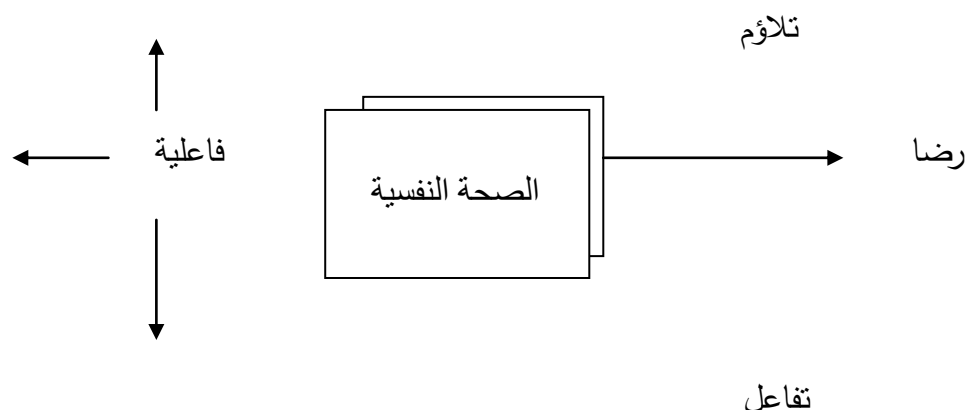 تلاؤم
رضا
فاعلية
الصحة النفسية
تفاعل